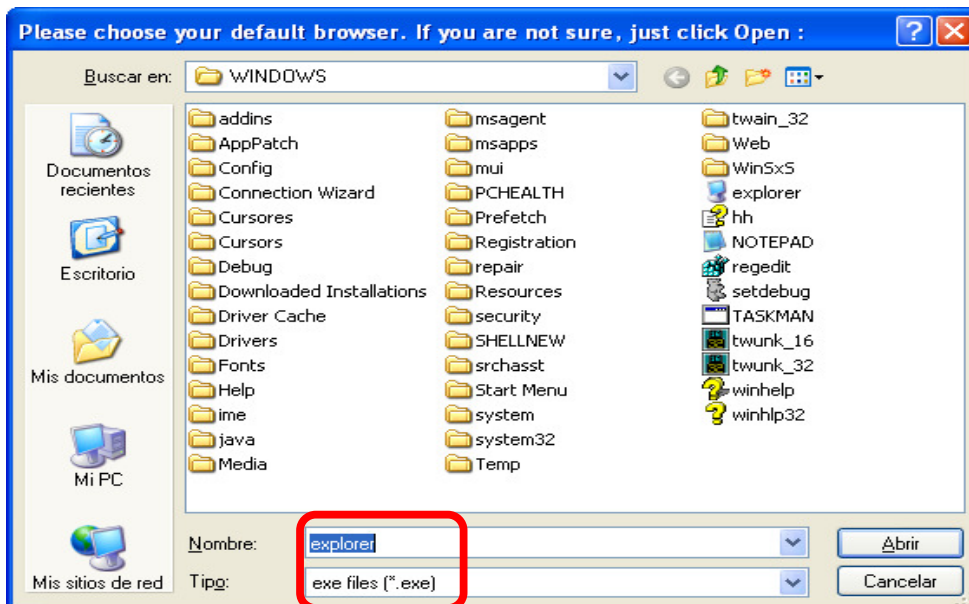 Please choose your default browser. If you are not sure, just click Open :
Buscar en:
WINDOWS
Documentos
recientes
Escritorio
Mis documentos
Mi PC
Mis sitios de red
addins
AppPatch
Config
Connection Wizard
Cursores
Cursors
Debug
Downloaded Installations
Driver Cache
Drivers
Fonts
Help
ime
java
Media
msagent
msapps
mui
PCHEALTH
Prefetch
Registration
repair
Resources
security
SHELLNEW
srchasst
Start Menu
system
system32
Temp
twain_32
Web
WinSxS
explorer
hh
NOTEPAD
regedit
setdebug
TASKMAN
twunk_16
twunk_32
winhelp
winhlp32
Nombre:
explorer
Abrir
Tipo:
exe files (*.exe)
Cancelar